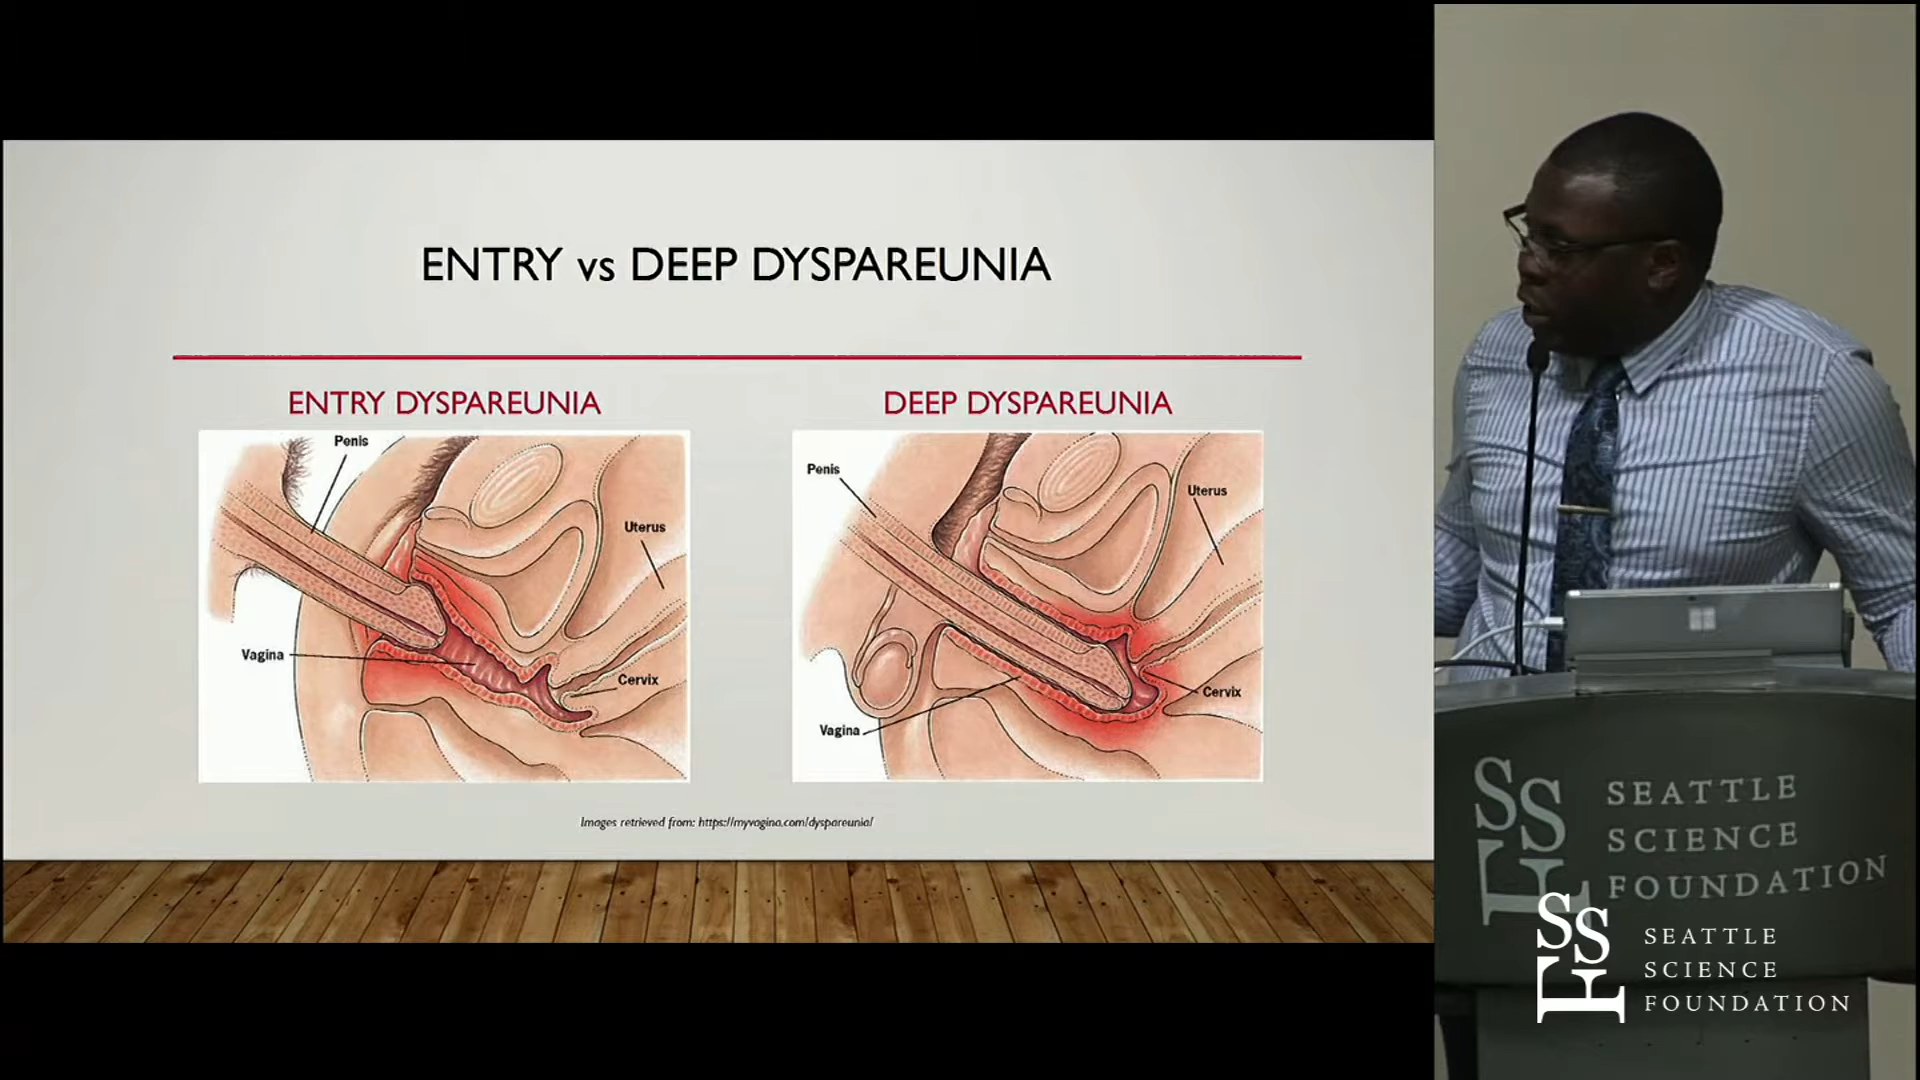 ENTRY vs DEEP DYSPAREUNIA
ENTRY DYSPAREUNIA
DEEP DYSPAREUNIA
Penis
Uterus
Vagina
Cervix
Penis
Uterus
Cervix
Vagina
Images retrieved from: https://myvagina.com/dyspareunia/
SSF
SEATTLE
SCIENCE
FOUNDATION
SSF
SEATTLE
SCIENCE
FOUNDATION